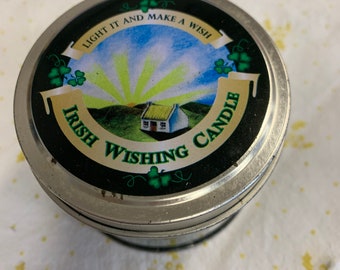 LIGHT IT AND MAKE A WISH
IRISH WISHING CANDLE